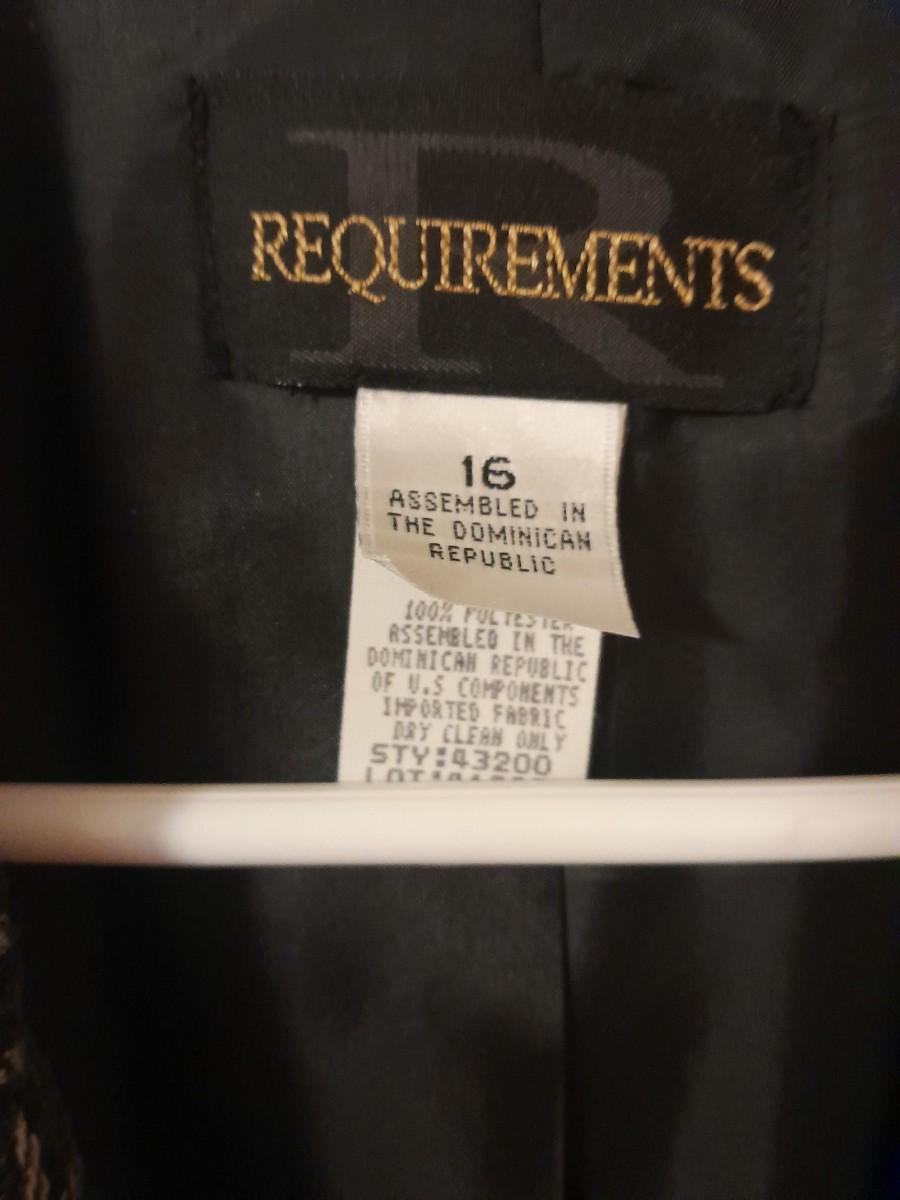 R
REQUIREMENTS
16
ASSEMBLED IN
THE DOMINICAN
REPUBLIC
100% POLYESTER
ASSEMBLED IN THE
DOMINICAN REPUBLIC
OF U.S COMPONENTS
IMPORTED FABRIC
DRY CLEAN ONLY
STY:43200